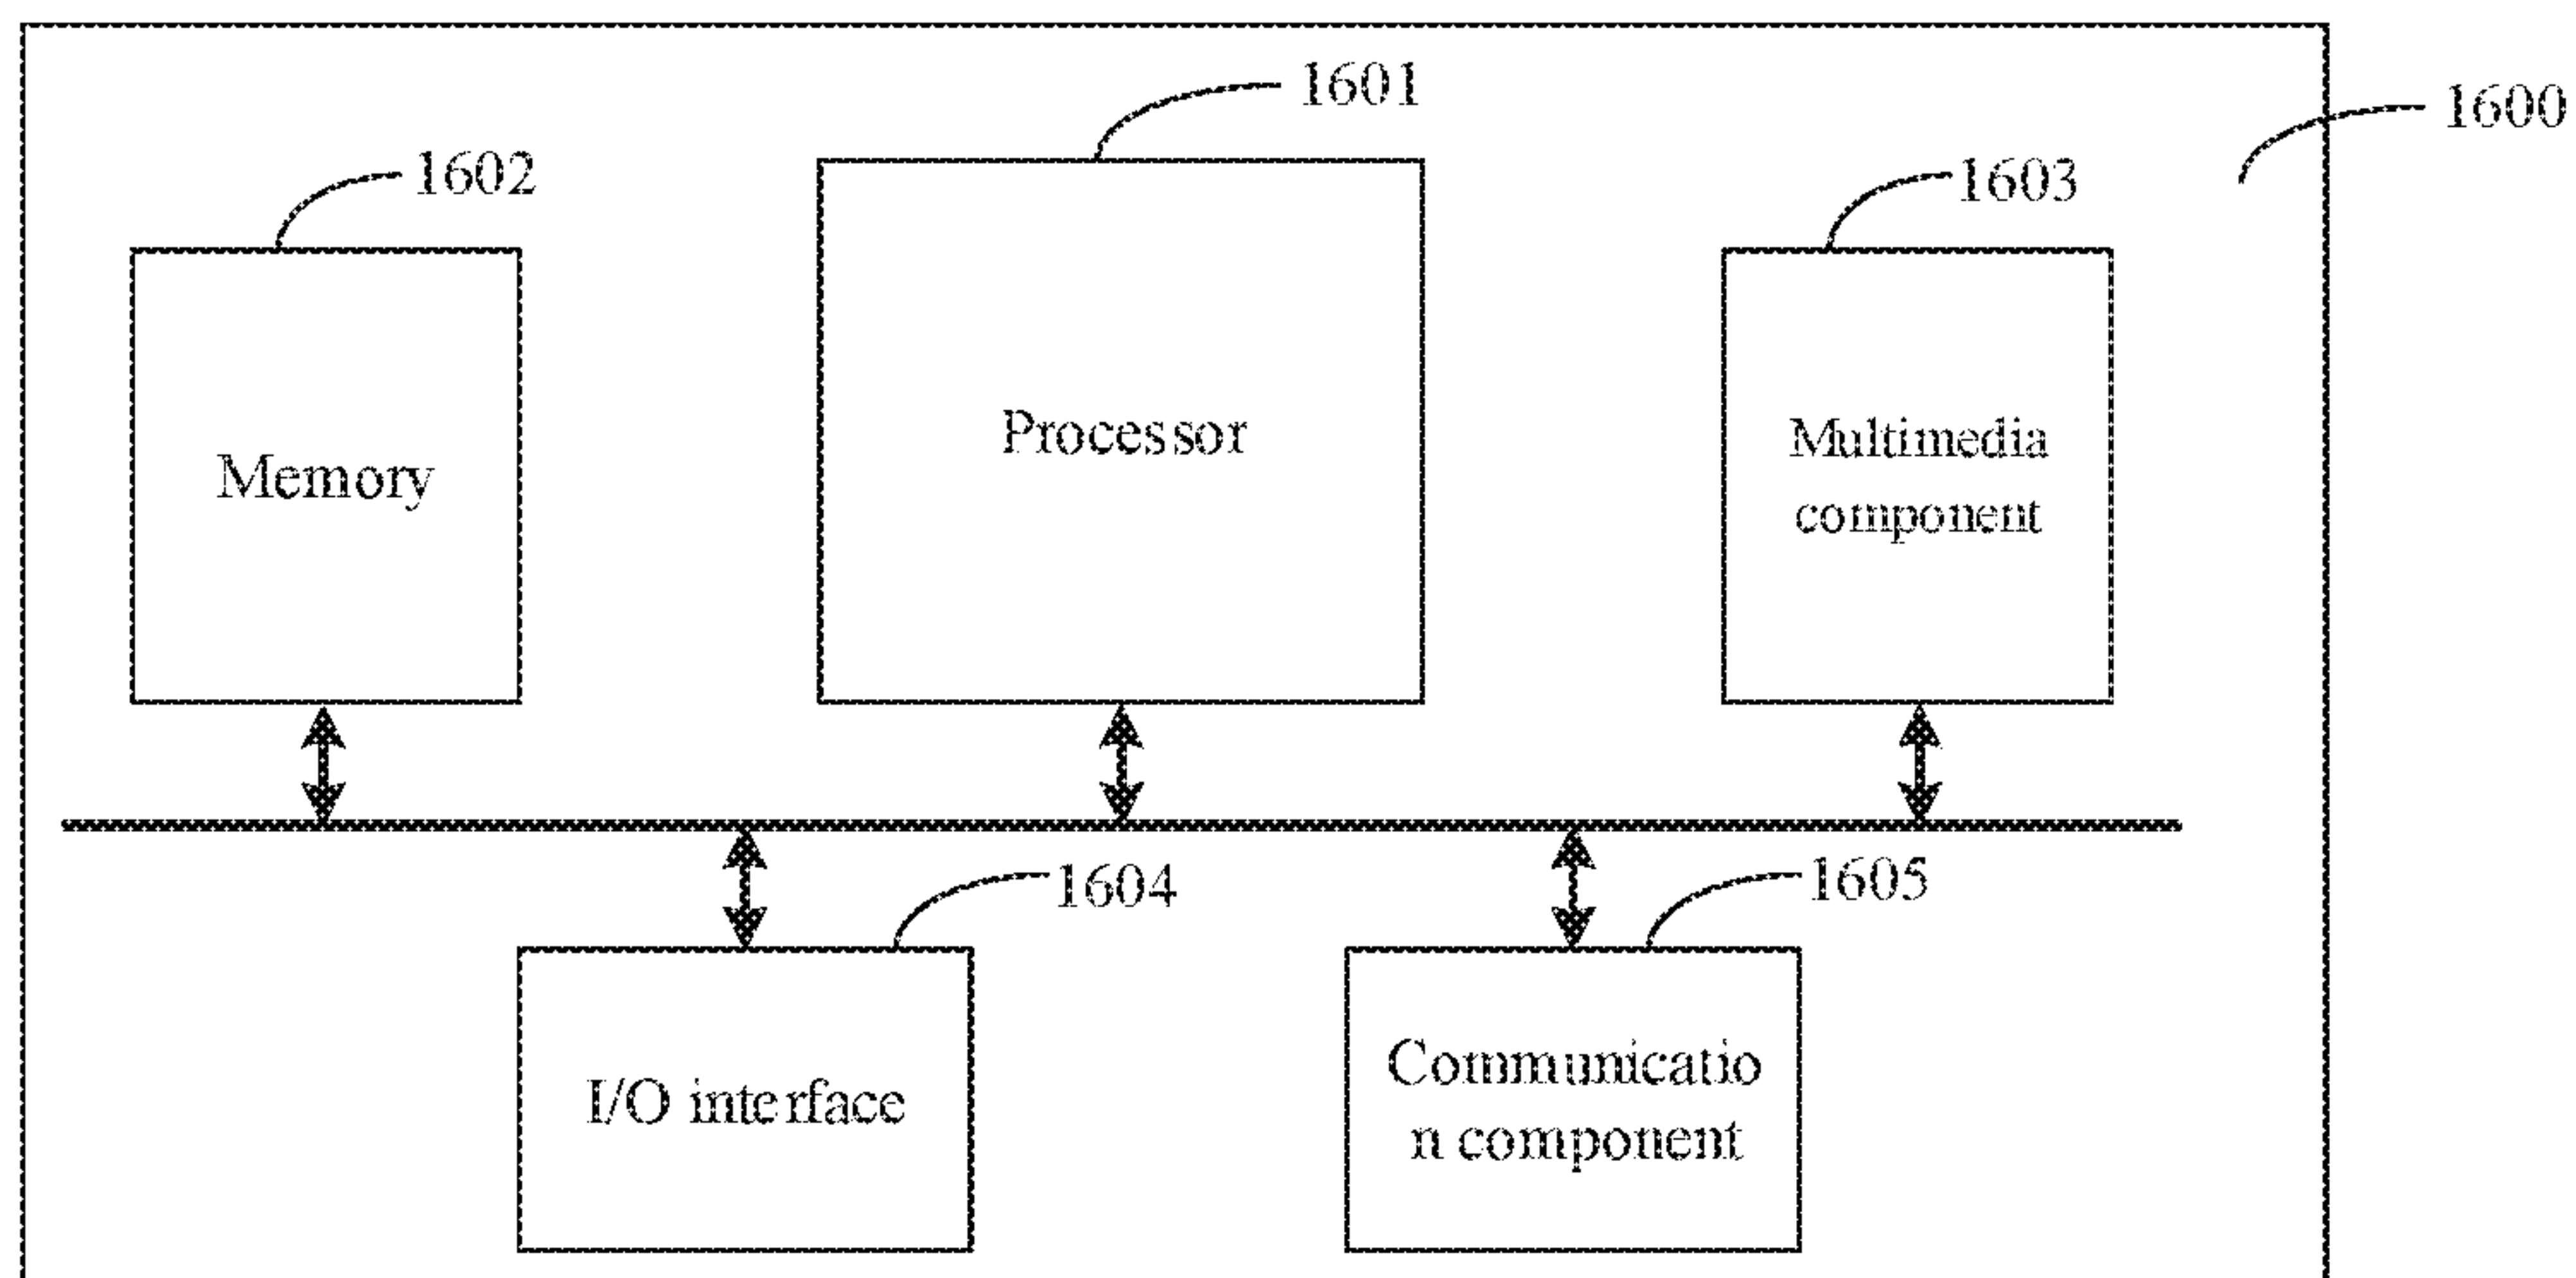 1601
1600
1602
1603
Processor
Memory
Multimedia
component
1604
1605
I/O interface
Communicatio
n component